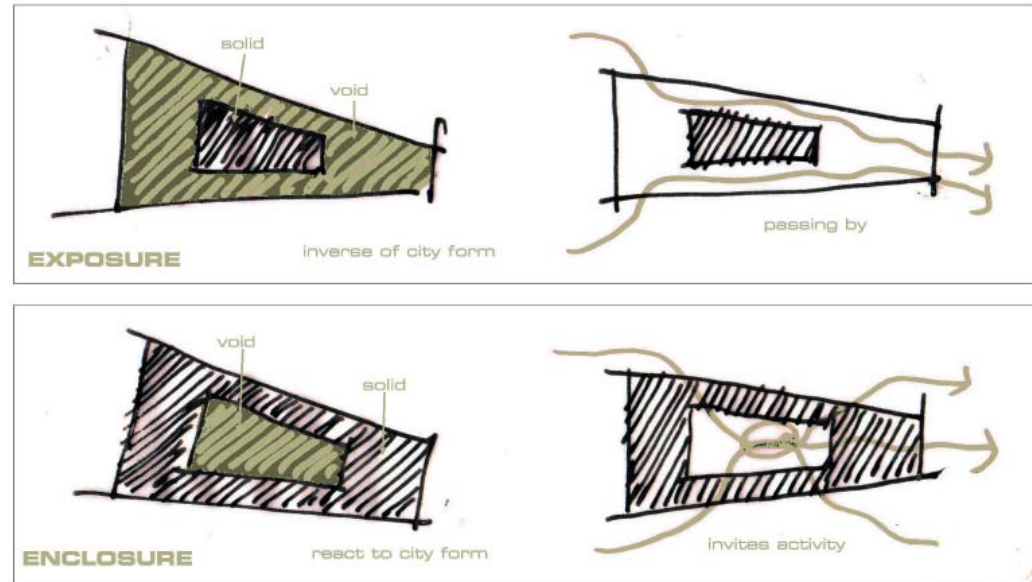 solid
void
EXPOSURE
inverse of city form
passing by
void
solid
ENCLOSURE
react to city form
invites activity